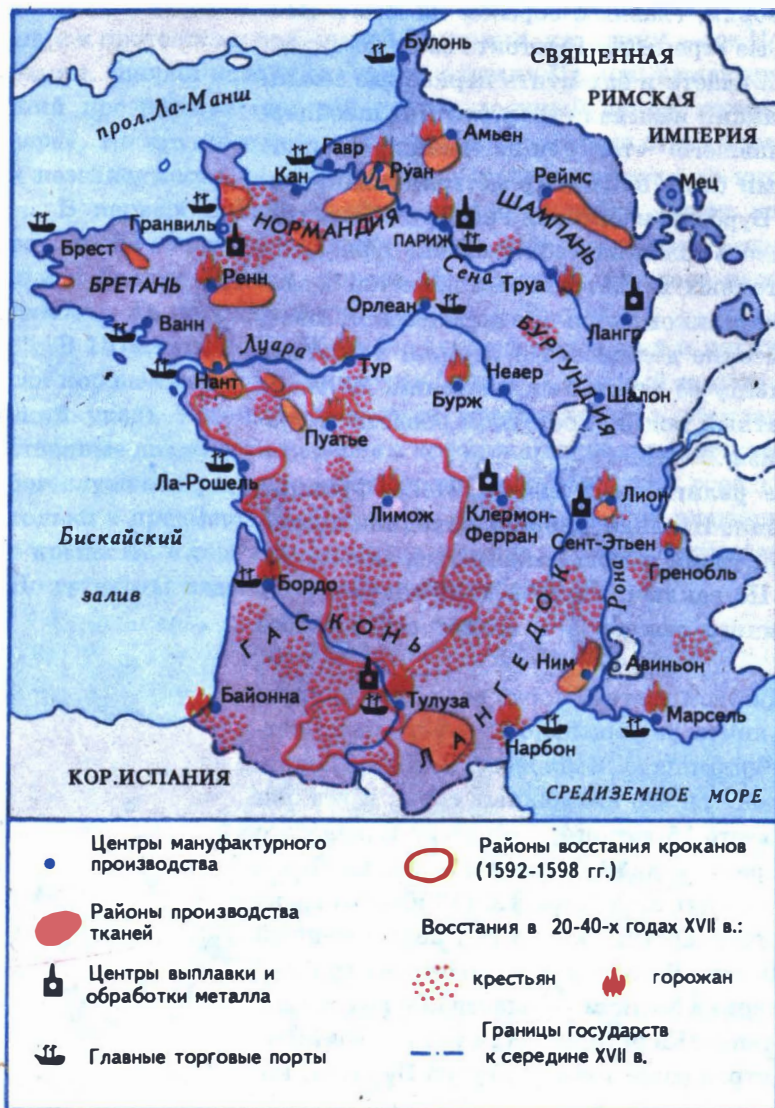 Булонь
СВЯЩЕННАЯ
РИМСКАЯ
ИМПЕРИЯ
прол.Ла-Манш
Амьен
Гавр
Руан
Кан
Реймс
Мец
Гранвиль
НОРМАНДИЯ
ШАМПАНЬ
ПАРИЖ
Брест
Сена
Труа
БРЕТАНЬ
Ренн
Орлеан
Лангр
Ванн
Луара
БУРГУНДИЯ
Нант
Тур
Невер
Бурж
Шалон
Пуатье
Ла-Рошель
Лимож
Клермон-
Ферран
Лион
Сент-Этьен
Бискайский
залив
Гренобль
Бордо
Рона
ГАСКОНЬ
ЛАНГЕДОК
Ним
Авиньон
Байонна
Тулуза
Марсель
Нарбон
КОР.ИСПАНИЯ
СРЕДИЗЕМНОЕ МОРЕ
Центры мануфактурного
производства
Районы производства
тканей
Центры выплавки и
обработки металла
Главные торговые порты
Районы восстания кроканов
(1592-1598 гг.)
Восстания в 20-40-х годах XVII в.:
крестьян
горожан
Границы государств
к середине XVII в.